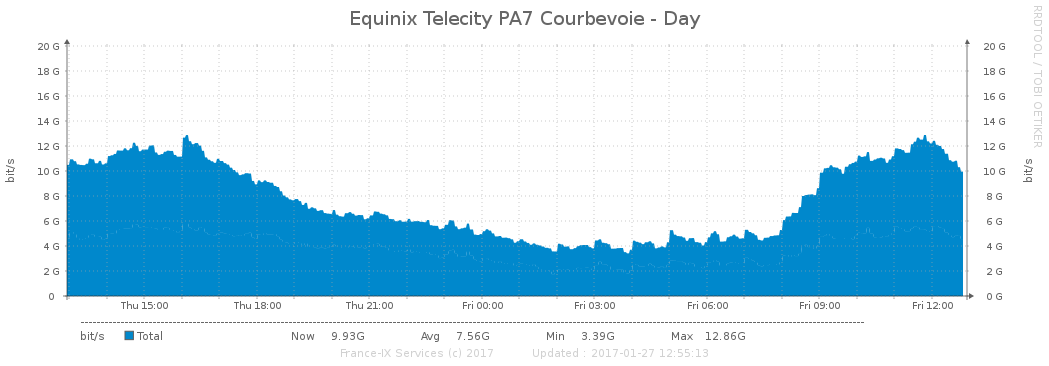 Equinix Telecity PA7 Courbevoie - Day
RRDTOOL / TOBI OETIKER
bit/s
20 G 20 G
18 G 18 G
16 G 16 G
14 G 14 G
12 G 12 G
10 G 10 G
8 G 8 G
6 G 6 G
4 G 4 G
2 G 2 G
0 0 G
bit/s
Thu 15:00 Thu 18:00 Thu 21:00 Fri 00:00 Fri 03:00 Fri 06:00 Fri 09:00 Fri 12:00
bit/s Total Now 9.93G Avg 7.56G Min 3.39G Max 12.86G
France-IX Services (c) 2017 Updated : 2017-01-27 12:55:13